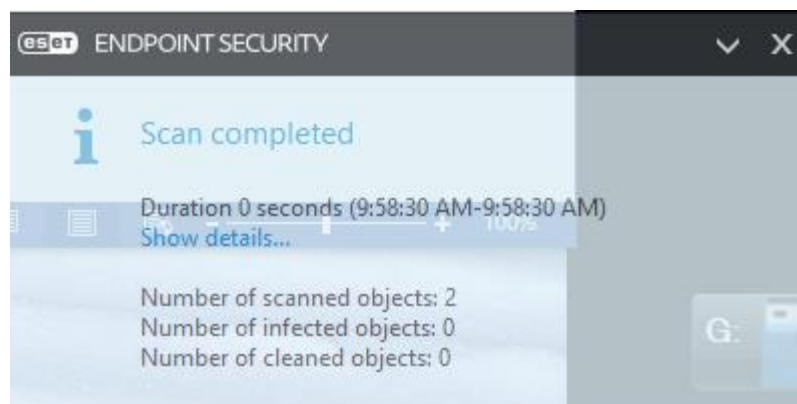 eset ENDPOINT SECURITY
Scan completed
Duration 0 seconds (9:58:30 AM-9:58:30 AM)
100%
Show details...
Number of scanned objects: 2
Number of infected objects: 0
G:
Number of cleaned objects: 0